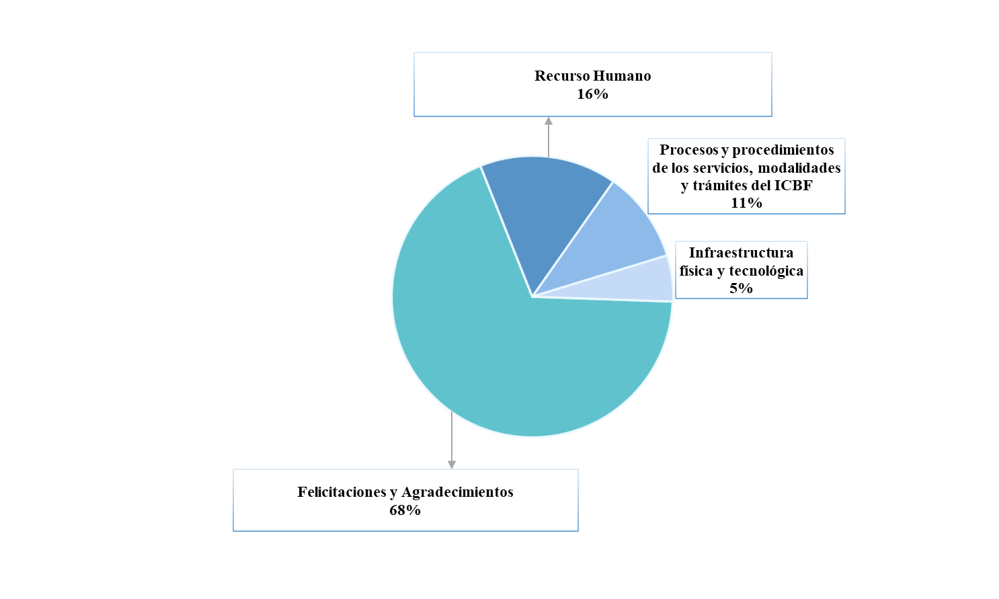 Recurso Humano
16%
Procesos y procedimientos
de los servicios, modalidades
y trámites del ICBF
11%
Infraestructura
física y tecnológica
5%
Felicitaciones y Agradecimientos
68%